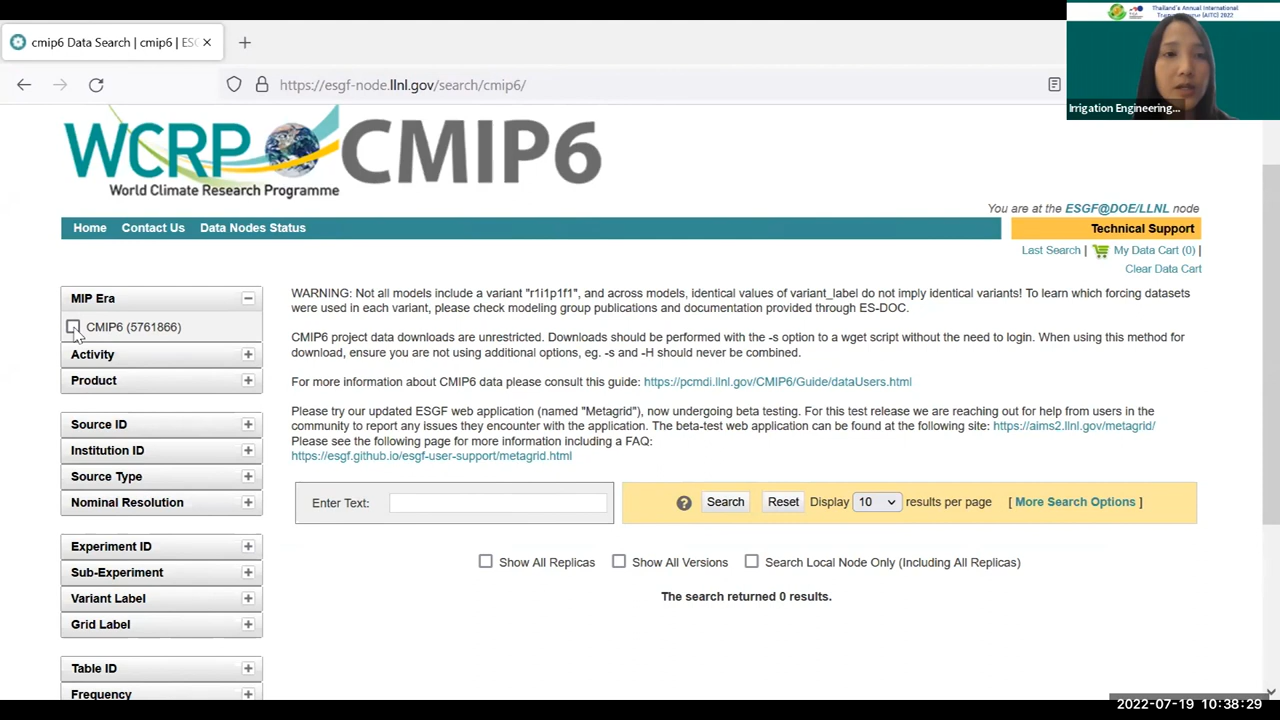 Thailand's Annual International
cmip6 Data Search | cmip6 | ES
https://esgf-node.llnl.gov/search/cmip6/
Irrigation Engineering...
WCRP CMIP6
World Climate Research Programme
You are at the ESGF@DOE/LLNL node
Home Contact Us Data Nodes Status
Technical Support
Last Search | My Data Cart (0) |
Clear Data Cart
MIP Era
CMIP6 (5761866)
Activity
Product
Source ID
Institution ID
Source Type
Nominal Resolution
Experiment ID
Sub-Experiment
Variant Label
Grid Label
Table ID
Frequency
WARNING: Not all models include a variant "r1i1p1f1", and across models, identical values of variant_label do not imply identical variants! To learn which forcing datasets
were used in each variant, please check modeling group publications and documentation provided through ES-DOC.
CMIP6 project data downloads are unrestricted. Downloads should be performed with the -s option to a wget script without the need to login. When using this method for
download, ensure you are not using additional options, eg. -s and -H should never be combined.
For more information about CMIP6 data please consult this guide: https://pcmdi.llnl.gov/CMIP6/Guide/dataUsers.html
Please try our updated ESGF web application (named "Metagrid"), now undergoing beta testing. For this test release we are reaching out for help from users in the
community to report any issues they encounter with the application. The beta-test web application can be found at the following site: https://aims2.llnl.gov/metagrid/
Please see the following page for more information including a FAQ:
https://esgf.github.io/esgf-user-support/metagrid.html
Enter Text:
? Search Reset Display 10 results per page [ More Search Options ]
Show All Replicas Show All Versions Search Local Node Only (Including All Replicas)
The search returned 0 results.
2022-07-19 10:38:29